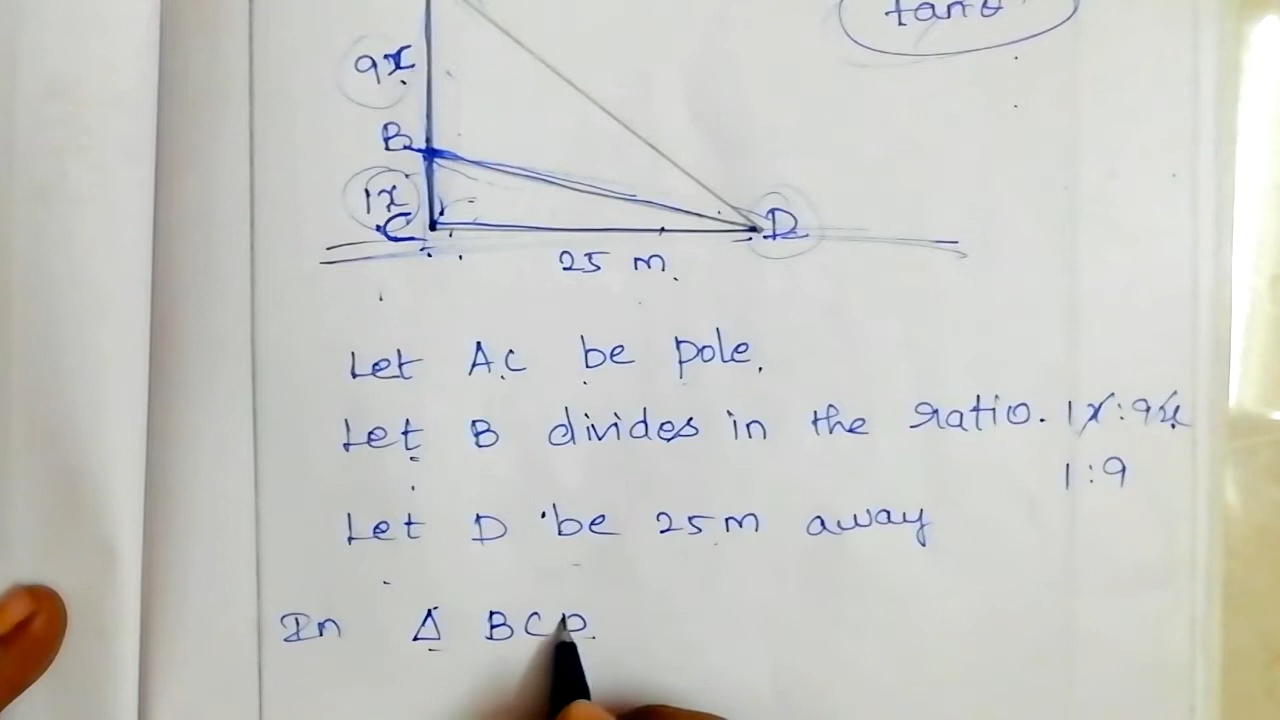 tanθ
9x
B
1x
C
D
25 m.
Let AC be pole.
Let B divides in the ratio. 1x:9x
1:9
Let D be 25m away
In Δ BCD